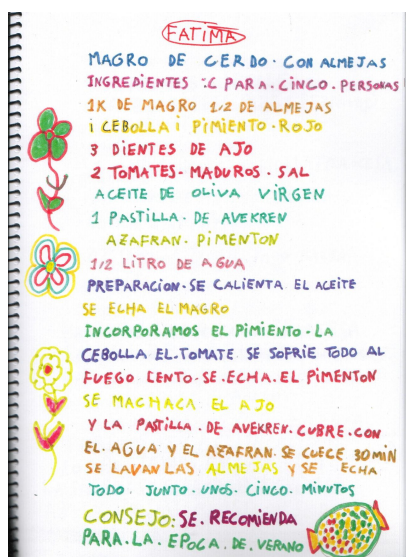 FATIMA
MAGRO DE CERDO · CON ALMEJAS
INGREDIENTES :C PARA · CINCO · PERSONAS
1K DE MAGRO 1/2 DE ALMEJAS
1 CEBOLLA 1 PIMIENTO · ROJO
3 DIENTES DE AJO
2 TOMATES · MADUROS · SAL
ACEITE DE OLIVA VIRGEN
1 PASTILLA · DE AVEKREN
AZAFRAN · PIMENTON
1/2 LITRO DE AGUA
PREPARACION · SE CALIENTA EL ACEITE
SE ECHA EL MAGRO
INCORPORAMOS EL PIMIENTO · LA
CEBOLLA EL · TOMATE SE SOFRIE TODO AL
FUEGO LENTO · SE · ECHA · EL PIMENTON
SE MACHACA EL AJO
Y LA PASTILLA · DE AVEKREN · CUBRE · CON
EL · AGUA Y EL AZAFRAN · SE CUECE 30 MIN
SE LAVAN LAS ALMEJAS Y SE ECHA
TODO · JUNTO · UNOS · CINCO · MINUTOS
CONSEJO: SE · RECOMIENDA
PARA · LA · EPOCA · DE · VERANO